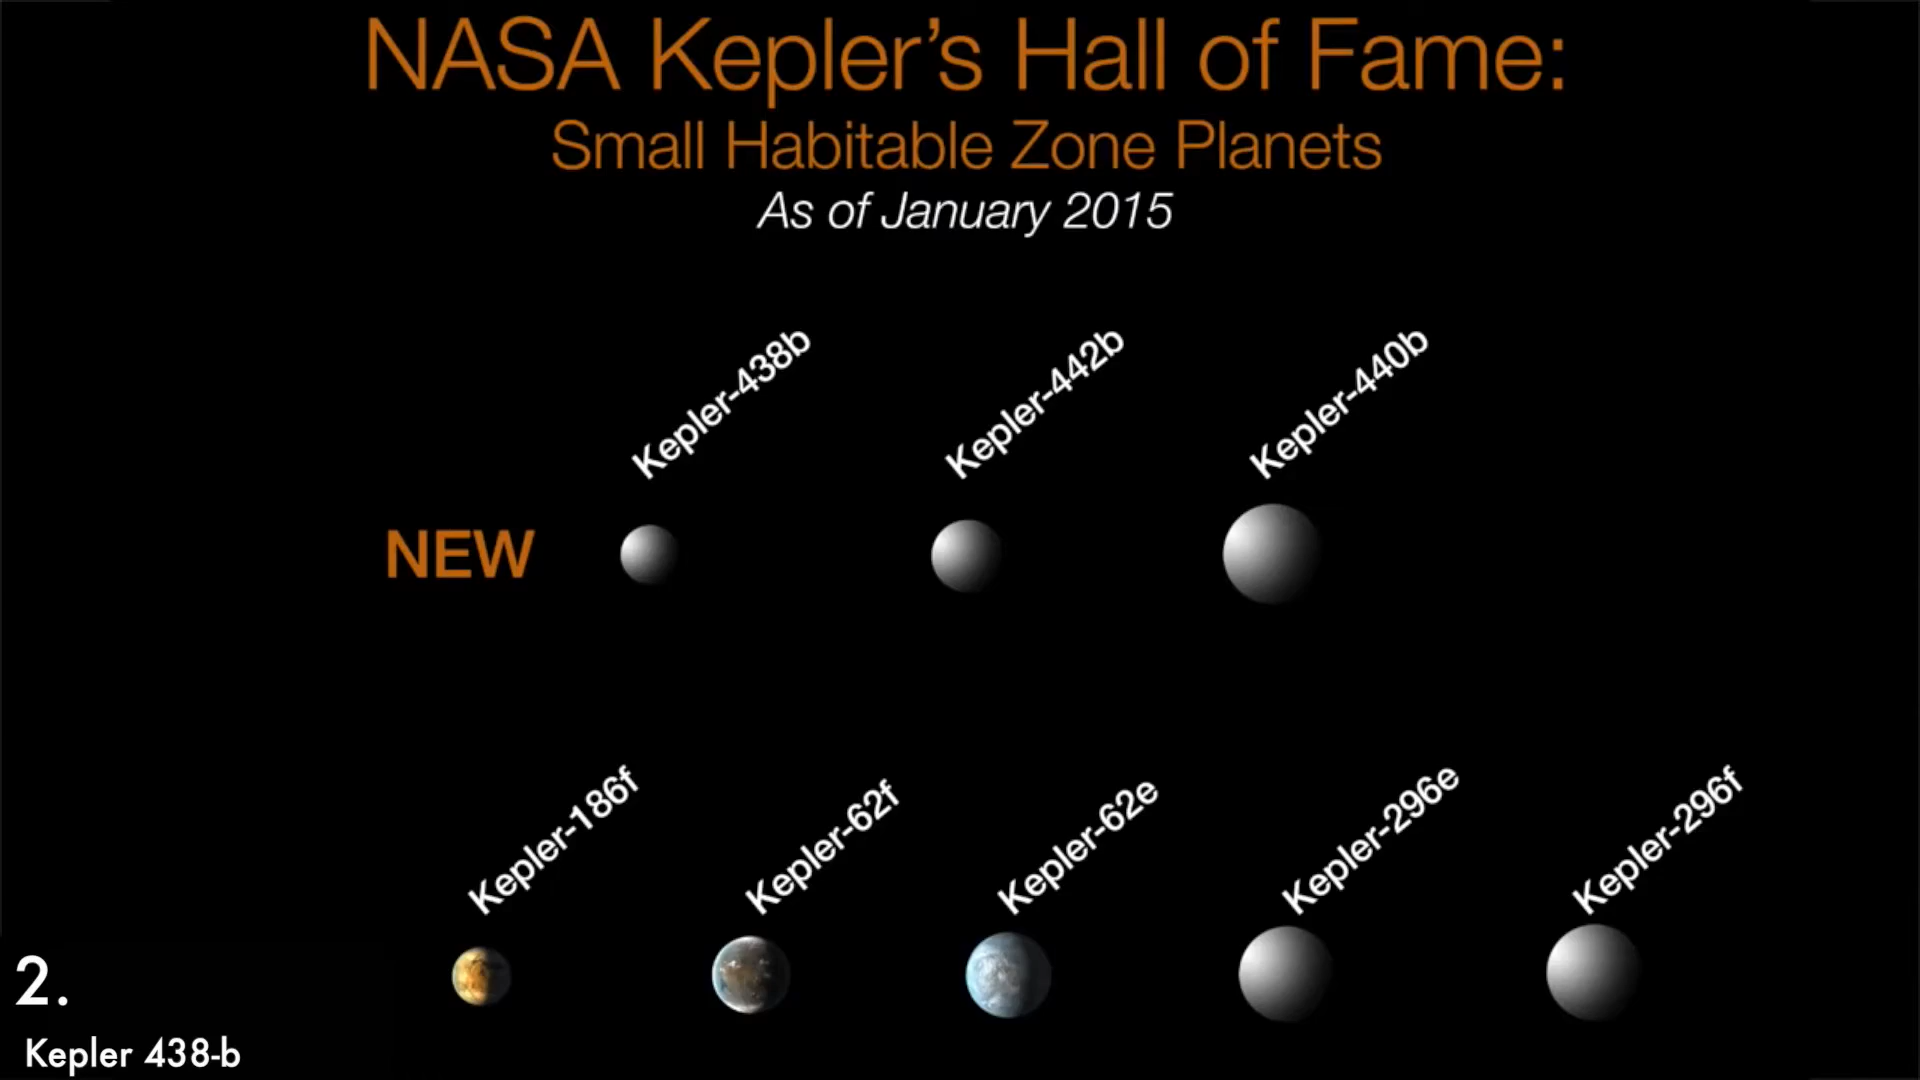 NASA Kepler’s Hall of Fame:
Small Habitable Zone Planets
As of January 2015
Kepler-438b
Kepler-442b
Kepler-440b
NEW
Kepler-186f
Kepler-62f
Kepler-62e
Kepler-296e
Kepler-296f
2.
Kepler 438-b